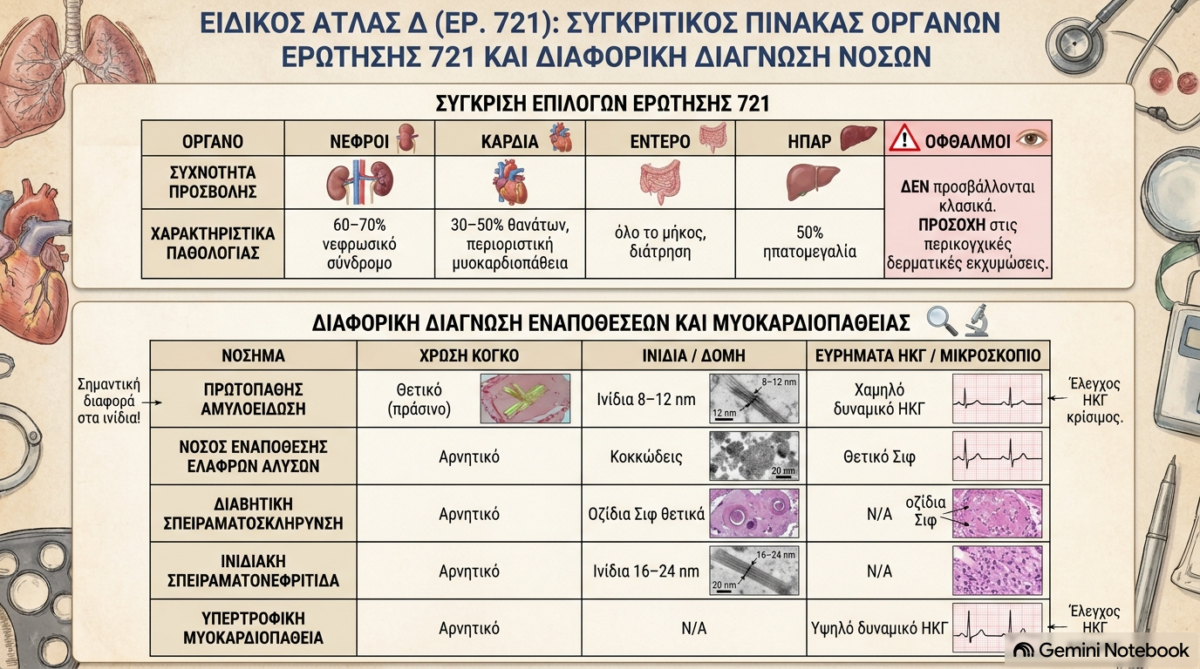 ΕΙΔΙΚΟΣ ΑΤΛΑΣ Δ (ΕΡ. 721): ΣΥΓΚΡΙΤΙΚΟΣ ΠΙΝΑΚΑΣ ΟΡΓΑΝΩΝ
ΕΡΩΤΗΣΗΣ 721 ΚΑΙ ΔΙΑΦΟΡΙΚΗ ΔΙΑΓΝΩΣΗ ΝΟΣΩΝ
ΣΥΓΚΡΙΣΗ ΕΠΙΛΟΓΩΝ ΕΡΩΤΗΣΗΣ 721
ΟΡΓΑΝΟ
ΝΕΦΡΟΙ
ΚΑΡΔΙΑ
ΕΝΤΕΡΟ
ΗΠΑΡ
ΟΦΘΑΛΜΟΙ
ΣΥΧΝΟΤΗΤΑ
ΠΡΟΣΒΟΛΗΣ
ΔΕΝ προσβάλλονται
κλασικά.
ΠΡΟΣΟΧΗ στις
περικογχικές
δερματικές εκχυμώσεις.
ΧΑΡΑΚΤΗΡΙΣΤΙΚΑ
ΠΑΘΟΛΟΓΙΑΣ
60–70%
νεφρωσικό
σύνδρομο
30–50% θανάτων,
περιοριστική
μυοκαρδιοπάθεια
όλο το μήκος,
διάτρηση
50%
ηπατομεγαλία
ΔΙΑΦΟΡΙΚΗ ΔΙΑΓΝΩΣΗ ΕΝΑΠΟΘΕΣΕΩΝ ΚΑΙ ΜΥΟΚΑΡΔΙΟΠΑΘΕΙΑΣ
ΝΟΣΗΜΑ
ΧΡΩΣΗ ΚΟΓΚΟ
ΙΝΙΔΙΑ / ΔΟΜΗ
ΕΥΡΗΜΑΤΑ ΗΚΓ / ΜΙΚΡΟΣΚΟΠΙΟ
Σημαντική
διαφορά
στα ινίδια!
ΠΡΩΤΟΠΑΘΗΣ
ΑΜΥΛΟΕΙΔΩΣΗ
Θετικό
(πράσινο)
Ινίδια 8–12 nm
8–12 nm
12 nm
Χαμηλό
δυναμικό ΗΚΓ
Έλεγχος
ΗΚΓ
κρίσιμος.
ΝΟΣΟΣ ΕΝΑΠΟΘΕΣΗΣ
ΕΛΑΦΡΩΝ ΑΛΥΣΩΝ
Αρνητικό
Κοκκώδεις
20 nm
Θετικό Σιφ
ΔΙΑΒΗΤΙΚΗ
ΣΠΕΙΡΑΜΑΤΟΣΚΛΗΡΥΝΣΗ
Αρνητικό
Οζίδια Σιφ θετικά
N/A
οζίδια
Σιφ
ΙΝΙΔΙΑΚΗ
ΣΠΕΙΡΑΜΑΤΟΝΕΦΡΙΤΙΔΑ
Αρνητικό
Ινίδια 16–24 nm
16–24 nm
20 nm
N/A
ΥΠΕΡΤΡΟΦΙΚΗ
ΜΥΟΚΑΡΔΙΟΠΑΘΕΙΑ
Αρνητικό
N/A
Υψηλό δυναμικό ΗΚΓ
Έλεγχος
ΗΚΓ
Gemini Notebook